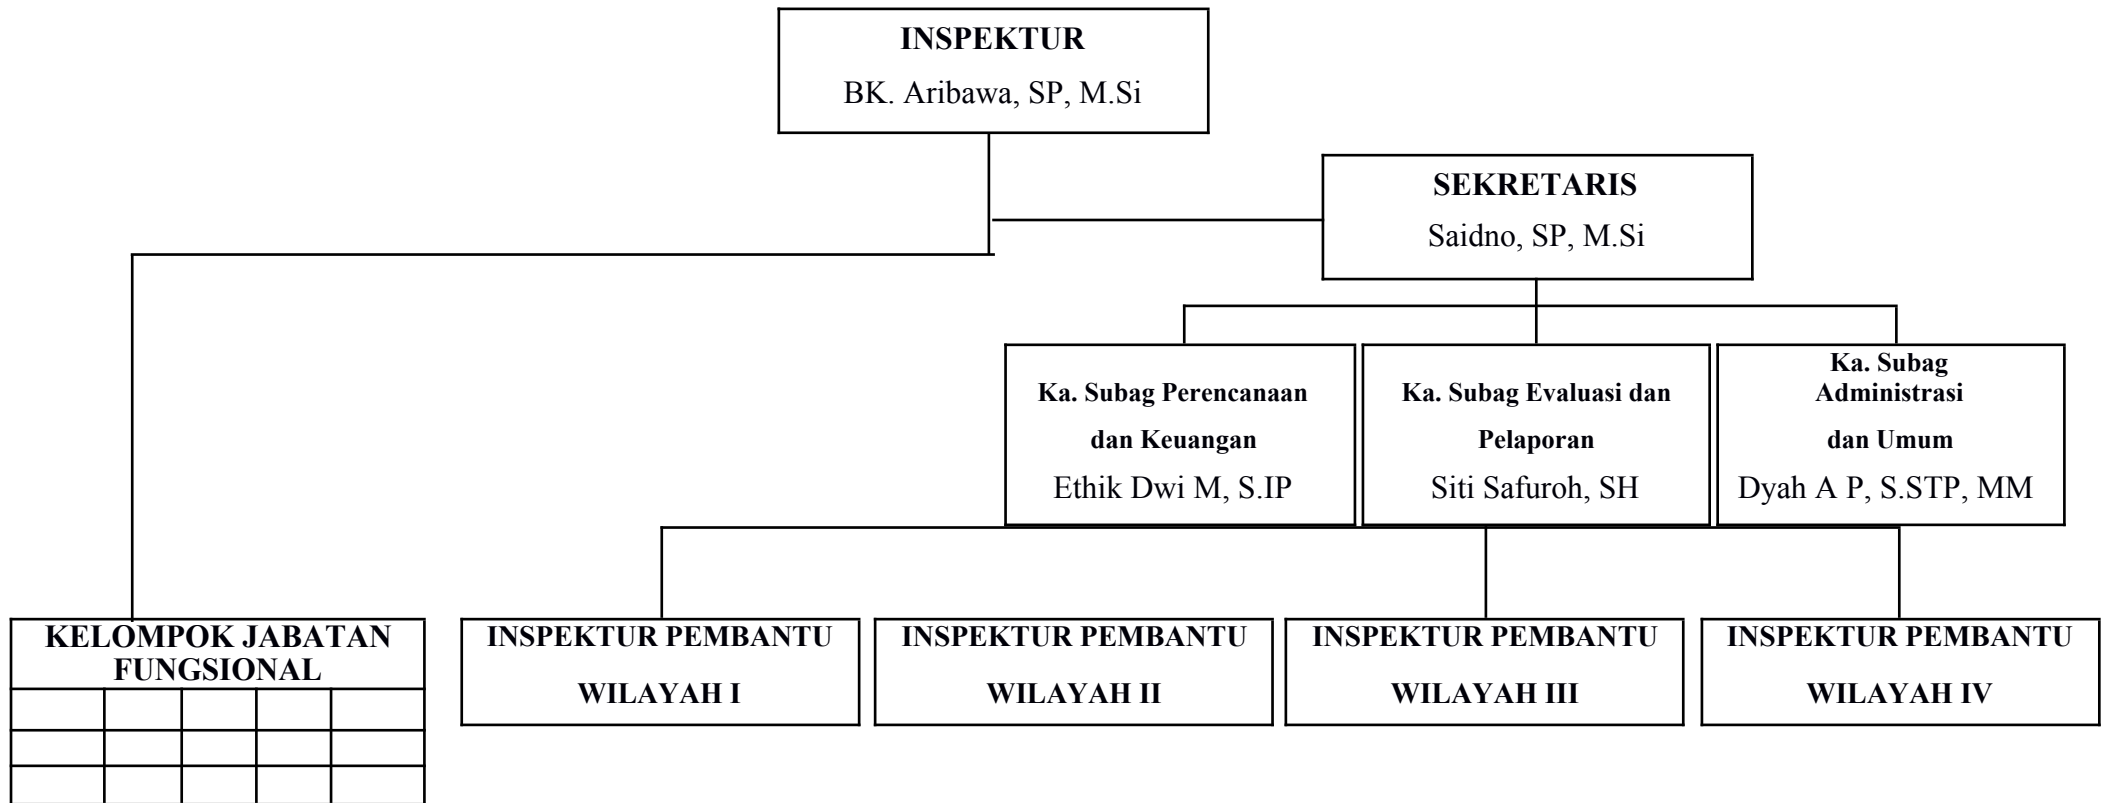 INSPEKTUR
BK. Aribawa, SP, M.Si
SEKRETARIS
Saidno, SP, M.Si
Ka. Subag Perencanaan
dan Keuangan
Ethik Dwi M, S.IP
Ka. Subag Evaluasi dan
Pelaporan
Siti Safuroh, SH
Ka. Subag
Administrasi
dan Umum
Dyah A P, S.STP, MM
KELOMPOK JABATAN
FUNGSIONAL
INSPEKTUR PEMBANTU
WILAYAH I
INSPEKTUR PEMBANTU
WILAYAH II
INSPEKTUR PEMBANTU
WILAYAH III
INSPEKTUR PEMBANTU
WILAYAH IV